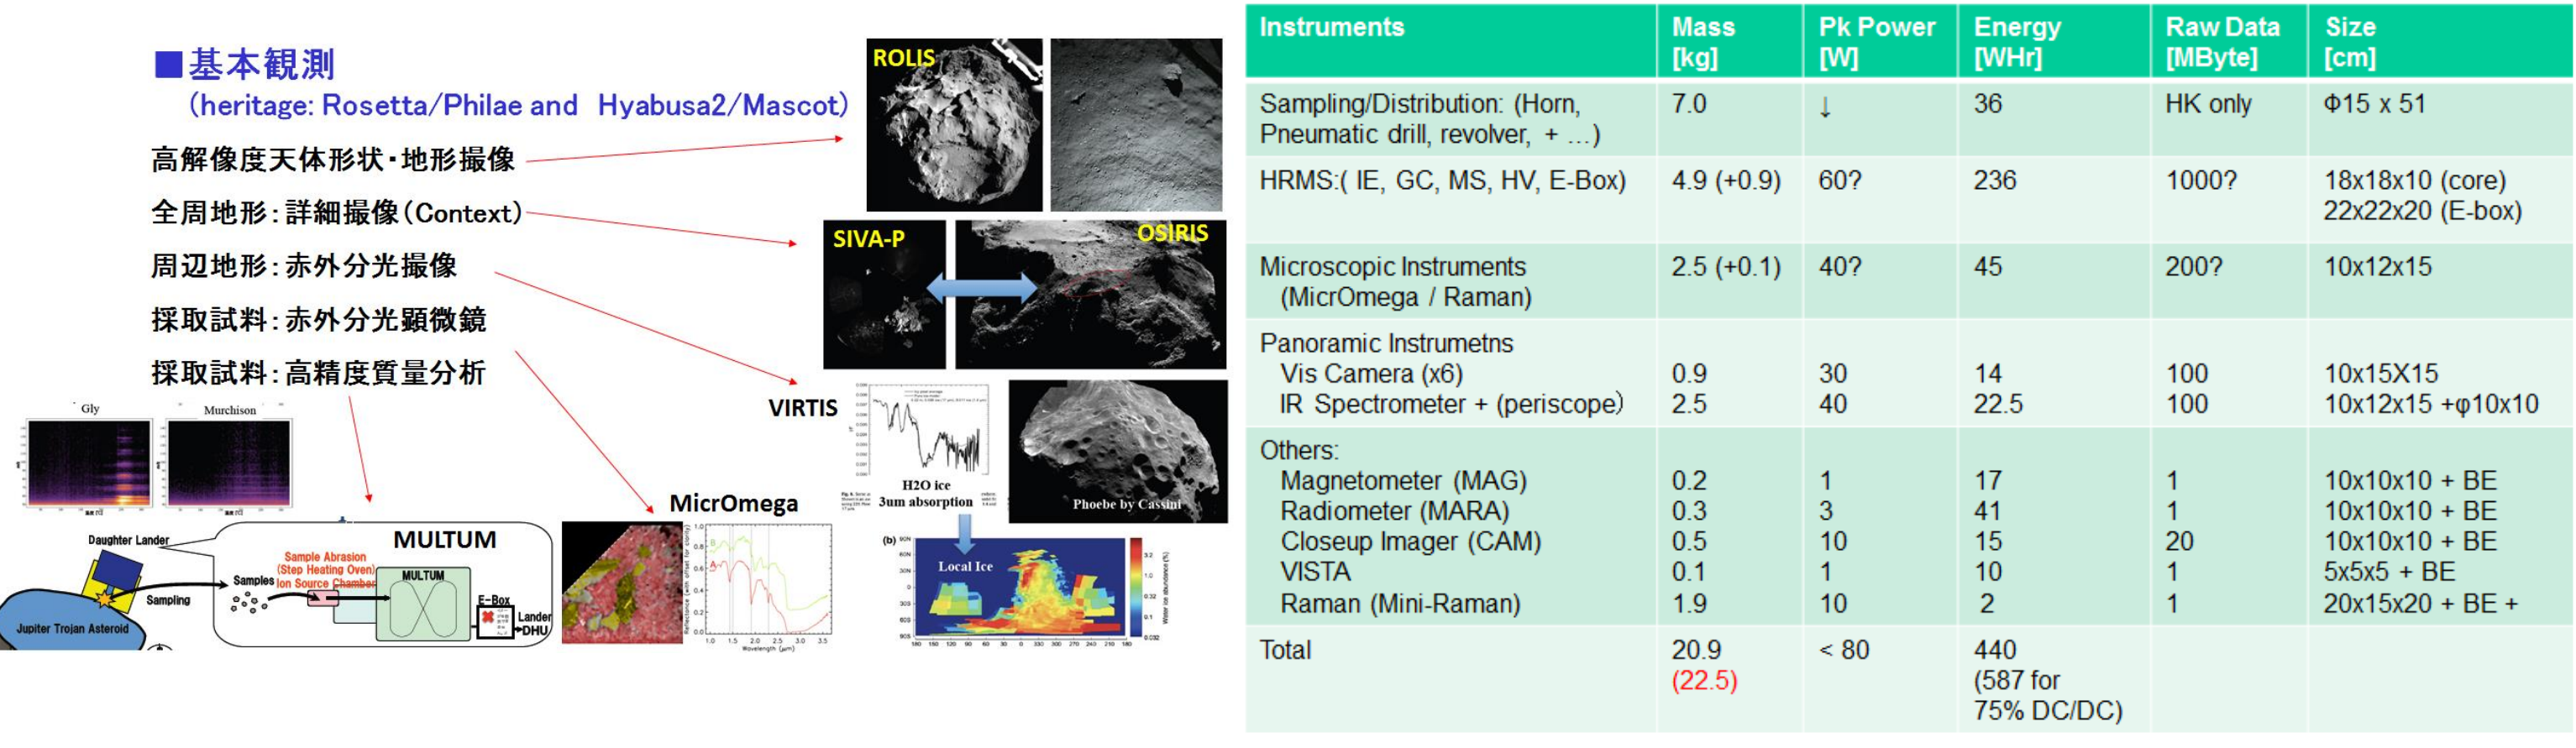 ■基本観測
(heritage: Rosetta/Philae and Hyabusa2/Mascot)
高解像度天体形状・地形撮像
全周地形：詳細撮像(Context)
周辺地形：赤外分光撮像
採取試料：赤外分光顕微鏡
採取試料：高精度質量分析
ROLIS
SIVA-P
OSIRIS
VIRTIS
H2O ice
3um absorption
Phoebe by Cassini
MicrOmega
Wavelength (μm)
(b)
Local Ice
Water ice abundance (%)
Gly
Murchison
Daughter Lander
Sampling
Jupiter Trojan Asteroid
MULTUM
Sample Abrasion
(Step Heating Oven)
Ion Source Chamber
Samples
MULTUM
E-Box
Lander
DHU
Instruments Mass [kg] Pk Power [W] Energy [WHr] Raw Data [MByte] Size [cm]
Sampling/Distribution: (Horn, Pneumatic drill, revolver, + ...) 7.0 ↓ 36 HK only Φ15 x 51
HRMS:( IE, GC, MS, HV, E-Box) 4.9 (+0.9) 60? 236 1000? 18x18x10 (core)
22x22x20 (E-box)
Microscopic Instruments 2.5 (+0.1) 40? 45 200? 10x12x15
(MicrOmega / Raman)
Panoramic Instrumetns
Vis Camera (x6) 0.9 30 14 100 10x15X15
IR Spectrometer + (periscope) 2.5 40 22.5 100 10x12x15 +φ10x10
Others:
Magnetometer (MAG) 0.2 1 17 1 10x10x10 + BE
Radiometer (MARA) 0.3 3 41 1 10x10x10 + BE
Closeup Imager (CAM) 0.5 10 15 20 10x10x10 + BE
VISTA 0.1 1 10 1 5x5x5 + BE
Raman (Mini-Raman) 1.9 10 2 1 20x15x20 + BE +
Total 20.9 < 80 440
(22.5) (587 for
75% DC/DC)